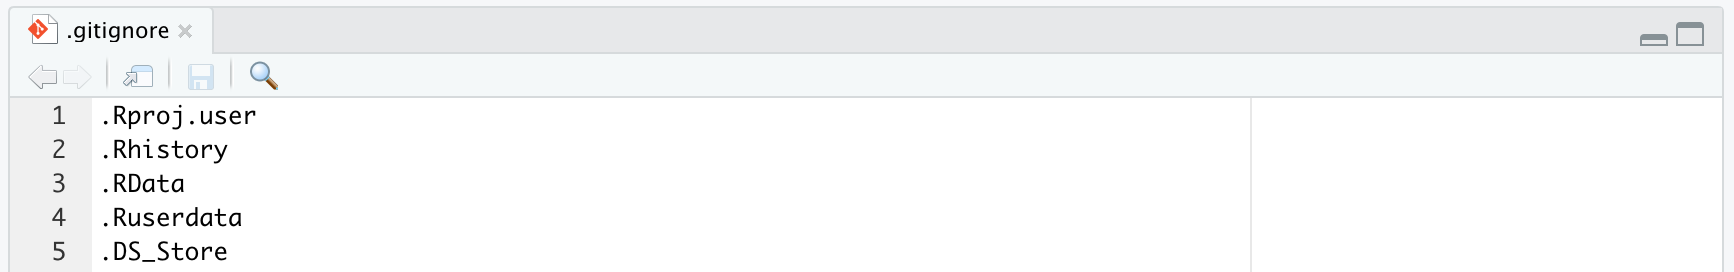 .gitignore
1 .Rproj.user
2 .Rhistory
3 .RData
4 .Ruserdata
5 .DS_Store